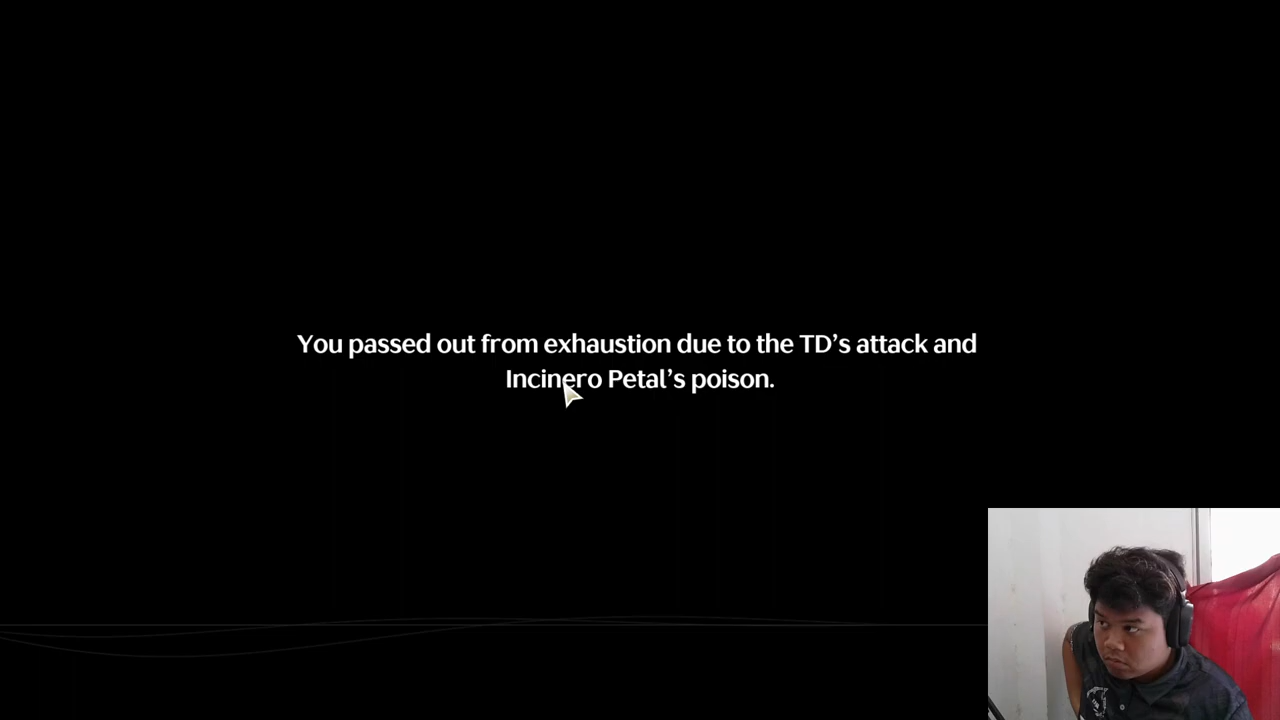 You passed out from exhaustion due to the TD's attack and
Incinero Petal's poison.